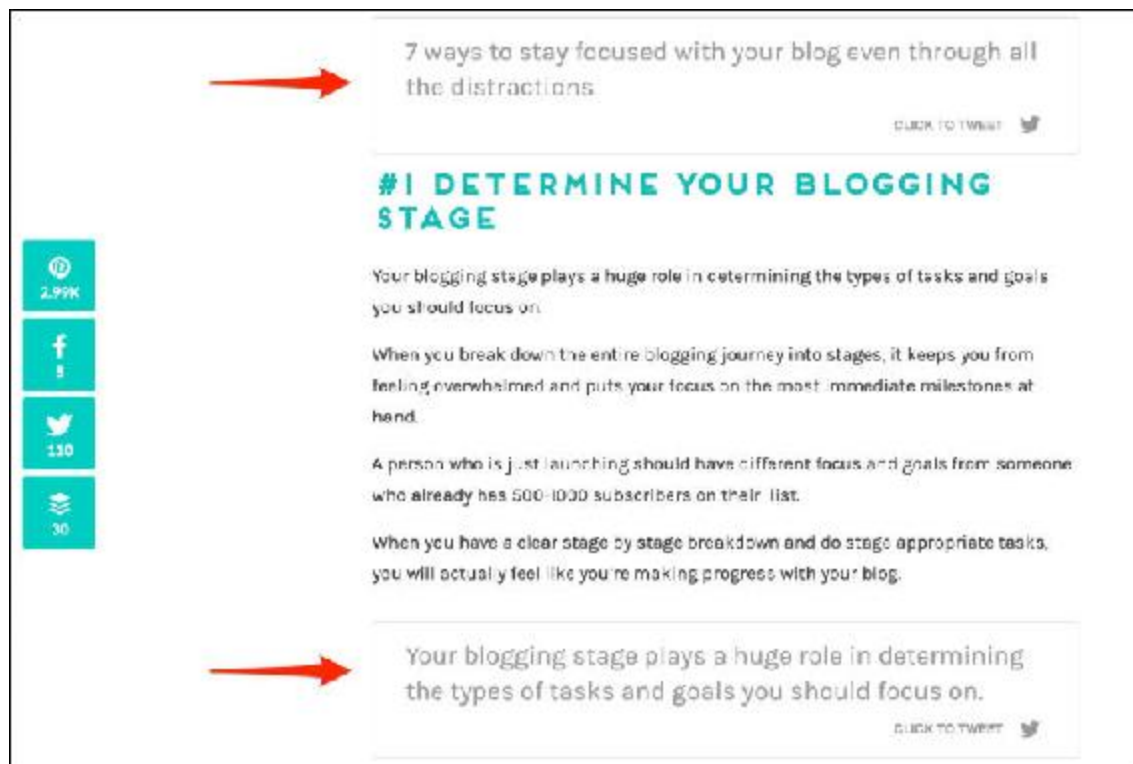 7 ways to stay focused with your blog even through all
the distractions
CLICK TO TWEET
#1 DETERMINE YOUR BLOGGING
STAGE
Your blogging stage plays a huge role in determining the types of tasks and goals
you should focus on.
When you break down the entire blogging journey into stages, it keeps you from
feeling overwhelmed and puts your focus on the most immediate milestones at
hand.
A person who is just launching should have different focus and goals from someone
who already has 500-1000 subscribers on their list.
When you have a clear stage by stage breakdown and do stage appropriate tasks,
you will actually feel like you're making progress with your blog.
Your blogging stage plays a huge role in determining
the types of tasks and goals you should focus on.
CLICK TO TWEET
2.99K
110
30